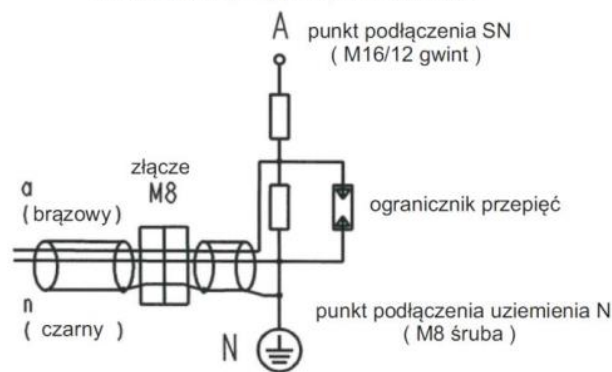 A
punkt podłączenia SN
( M16/12 gwint )
złącze
M8
a
( brązowy )
ogranicznik przepięć
n
( czarny )
punkt podłączenia uziemienia N
( M8 śruba )
N